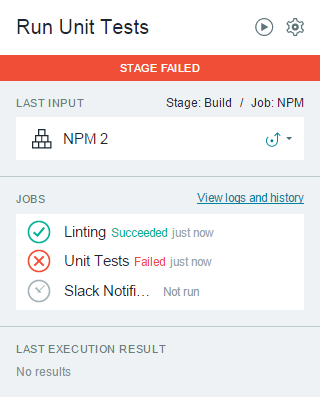 Run Unit Tests
STAGE FAILED
LAST INPUT Stage: Build / Job: NPM
NPM 2
JOBS View logs and history
Linting Succeeded just now
Unit Tests Failed just now
Slack Notifi... Not run
LAST EXECUTION RESULT
No results